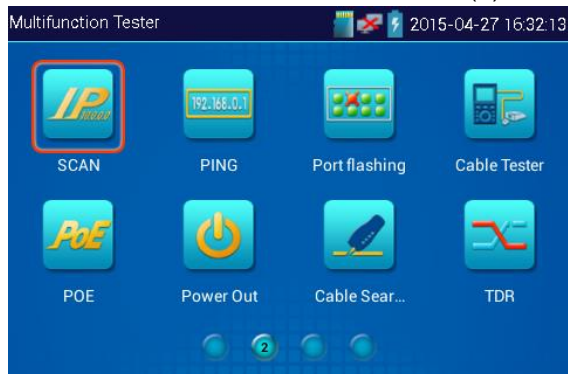 Multifunction Tester 2015-04-27 16:32:13
IP
192.168.0.1
SCAN PING Port flashing Cable Tester
PoE
POE Power Out Cable Sear... TDR
2